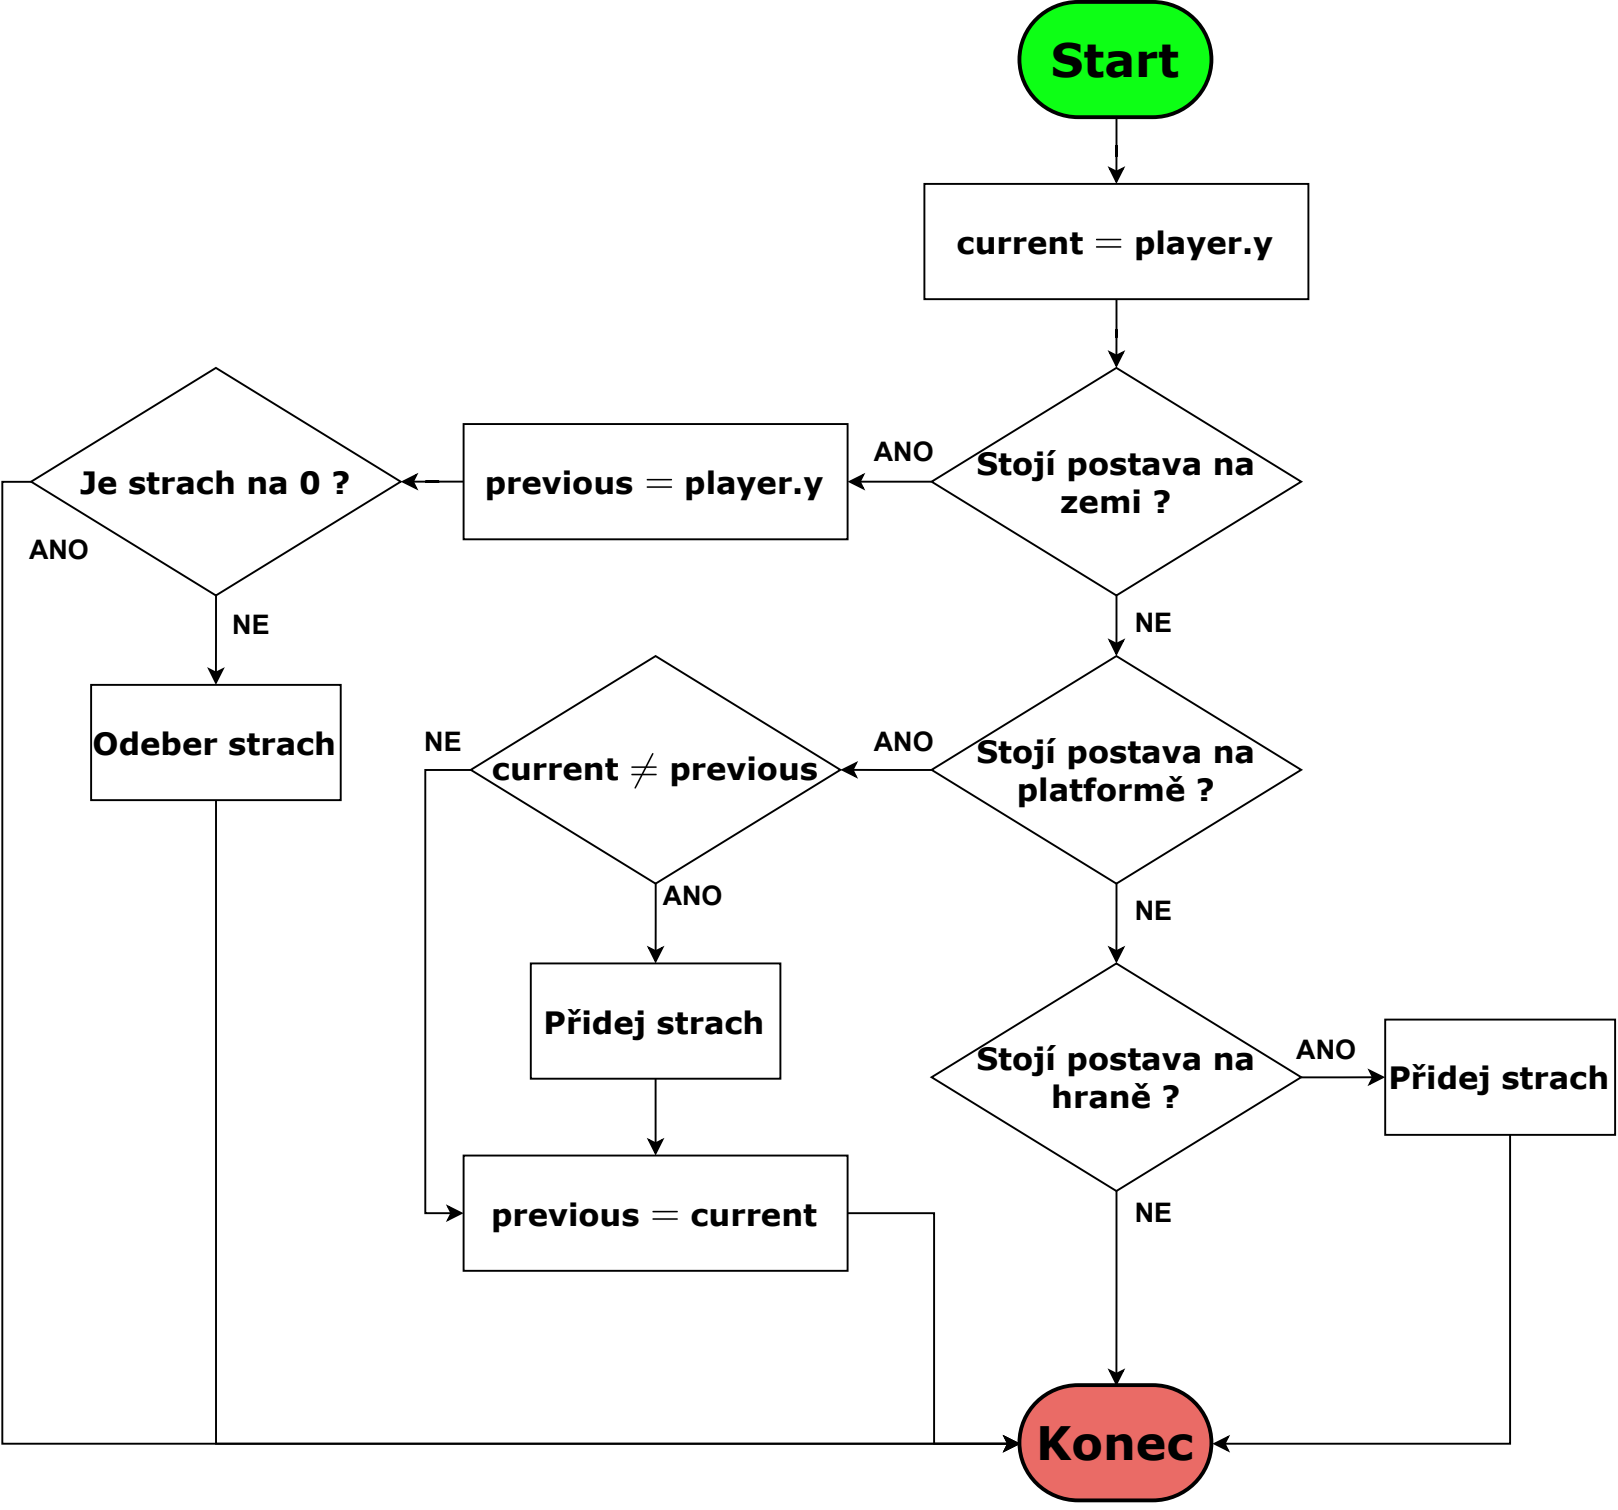 Start
current = player.y
Stojí postava na
zemi ?
ANO
previous = player.y
Je strach na 0 ?
ANO
NE
Odeber strach
NE
Stojí postava na
platformě ?
ANO
current ≠ previous
NE
ANO
Přidej strach
previous = current
NE
Stojí postava na
hraně ?
ANO
Přidej strach
NE
Konec